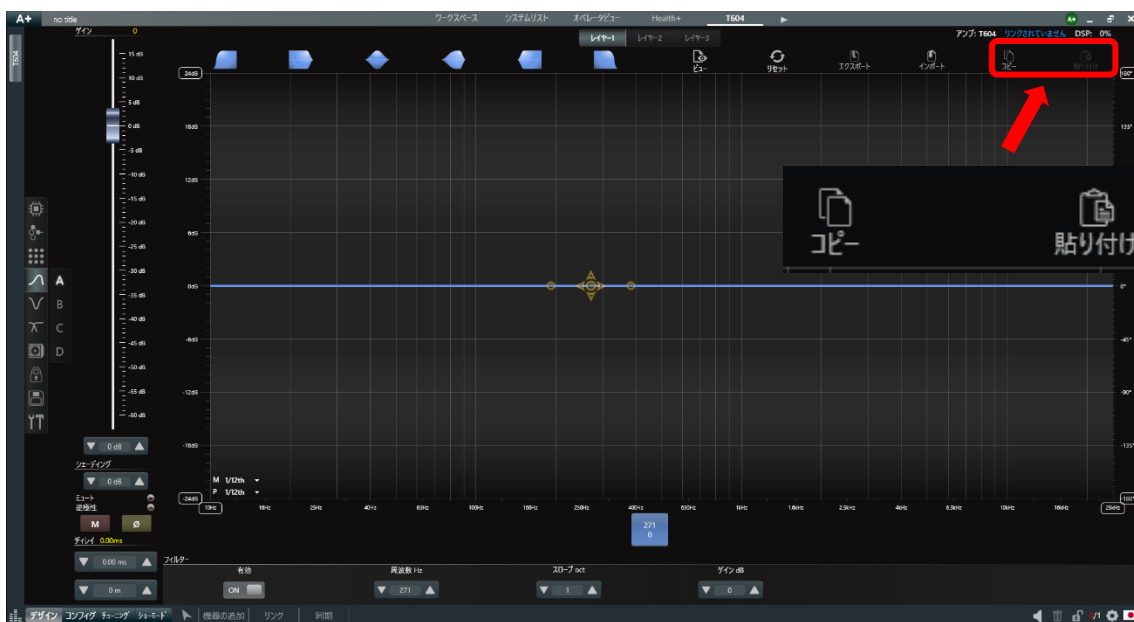 A+ no title ワークスペース システムリスト オペレータビュー Health+ T604
ゲイン 0
レイヤー1 レイヤー2 レイヤー3
アンプ: T604 リンクされていません DSP: 0%
T604
ビュー リセット エクスポート インポート コピー 貼り付け
15 dB
10 dB
5 dB
0 dB
-5 dB
-10 dB
-15 dB
-20 dB
-25 dB
-30 dB
-35 dB
-40 dB
-45 dB
-50 dB
-55 dB
-60 dB
24dB
18dB
12dB
6dB
0dB
-6dB
-12dB
-18dB
-24dB
180°
135°
0°
-45°
-90°
-135°
-180°
コピー 貼り付け
A
B
C
D
0 dB
シェーディング
0 dB
ミュート
逆極性
M Ø
ディレイ 0.00ms
0.00 ms
0 m
M 1/12th
P 1/12th
10Hz 16Hz 25Hz 40Hz 63Hz 100Hz 160Hz 250Hz 400Hz 630Hz 1kHz 1.6kHz 2.5kHz 4kHz 6.3kHz 10kHz 16kHz 25kHz
271
0
フィルター
有効 周波数 Hz スロープ oct ゲイン dB
ON 271 1 0
デザイン コンフィグ チューニング ショーモード 機器の追加 リンク 同期 V1